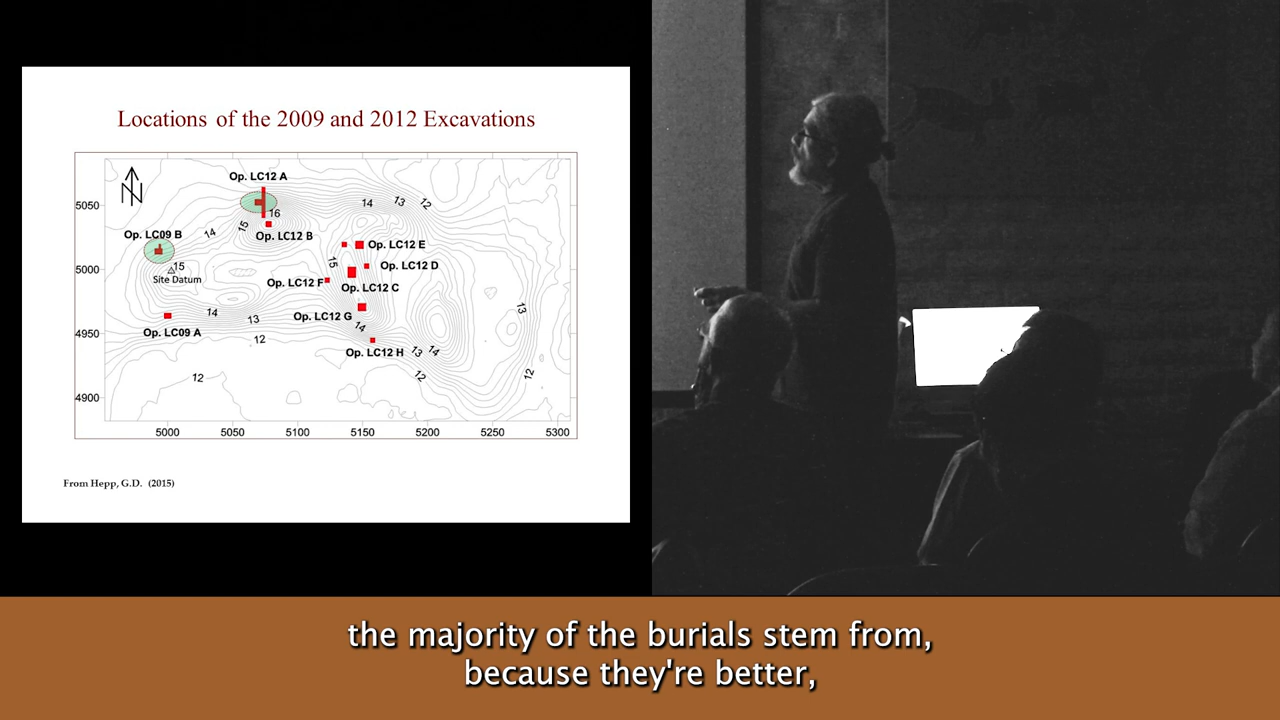 Locations of the 2009 and 2012 Excavations
N
Op. LC12 A
5050
14
13
12
16
15
14
Op. LC09 B
Op. LC12 B
Op. LC12 E
15
Op. LC12 D
5000
15
Site Datum
Op. LC12 F
Op. LC12 C
13
14
13
Op. LC12 G
14
4950
Op. LC09 A
12
Op. LC12 H
13
14
12
12
12
4900
5000
5050
5100
5150
5200
5250
5300
From Hepp, G.D. (2015)
the majority of the burials stem from,
because they're better,